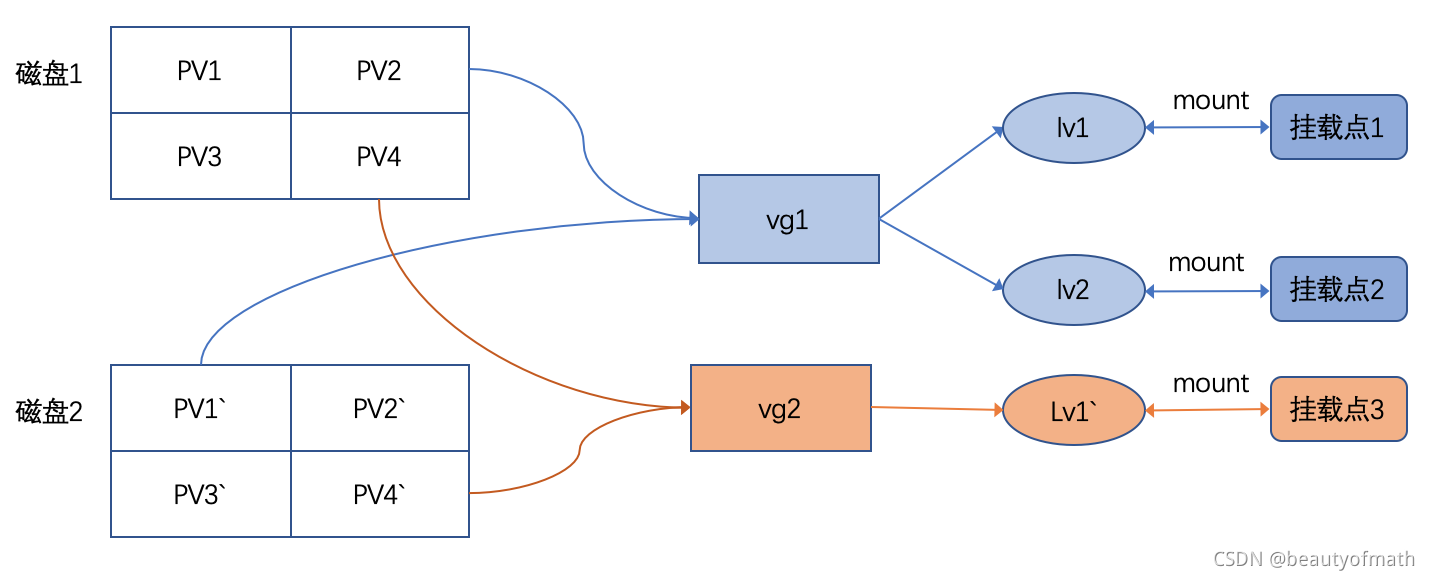 磁盘1
PV1
PV2
PV3
PV4
vg1
lv1
mount
挂载点1
lv2
mount
挂载点2
磁盘2
PV1`
PV2`
PV3`
PV4`
vg2
Lv1`
mount
挂载点3
CSDN @beautyofmath